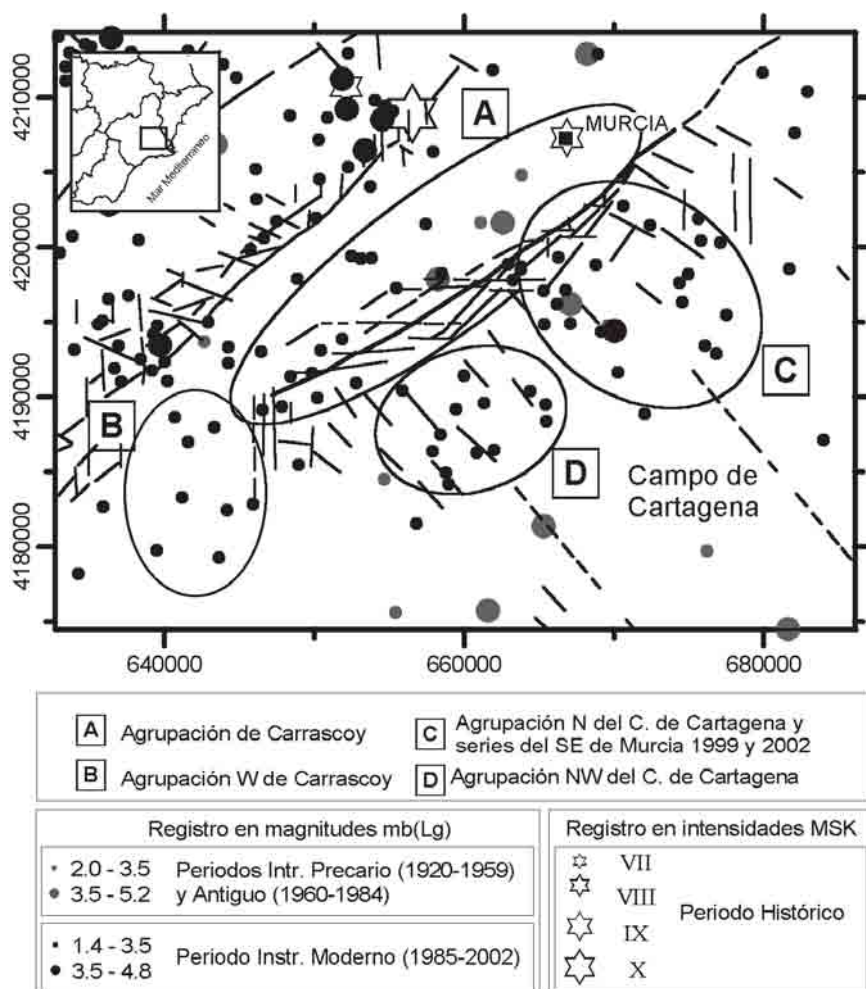 4210000
4200000
4190000
4180000
Mar Mediterraneo
A
MURCIA
B
C
D
Campo de
Cartagena
640000
660000
680000
A Agrupación de Carrascoy
B Agrupación W de Carrascoy
C Agrupación N del C. de Cartagena y
series del SE de Murcia 1999 y 2002
D Agrupación NW del C. de Cartagena
Registro en magnitudes mb(Lg)
2.0 - 3.5 Periodos Intr. Precario (1920-1959)
3.5 - 5.2 y Antiguo (1960-1984)
1.4 - 3.5
3.5 - 4.8 Periodo Instr. Moderno (1985-2002)
Registro en intensidades MSK
VII
VIII
IX
X
Periodo Histórico